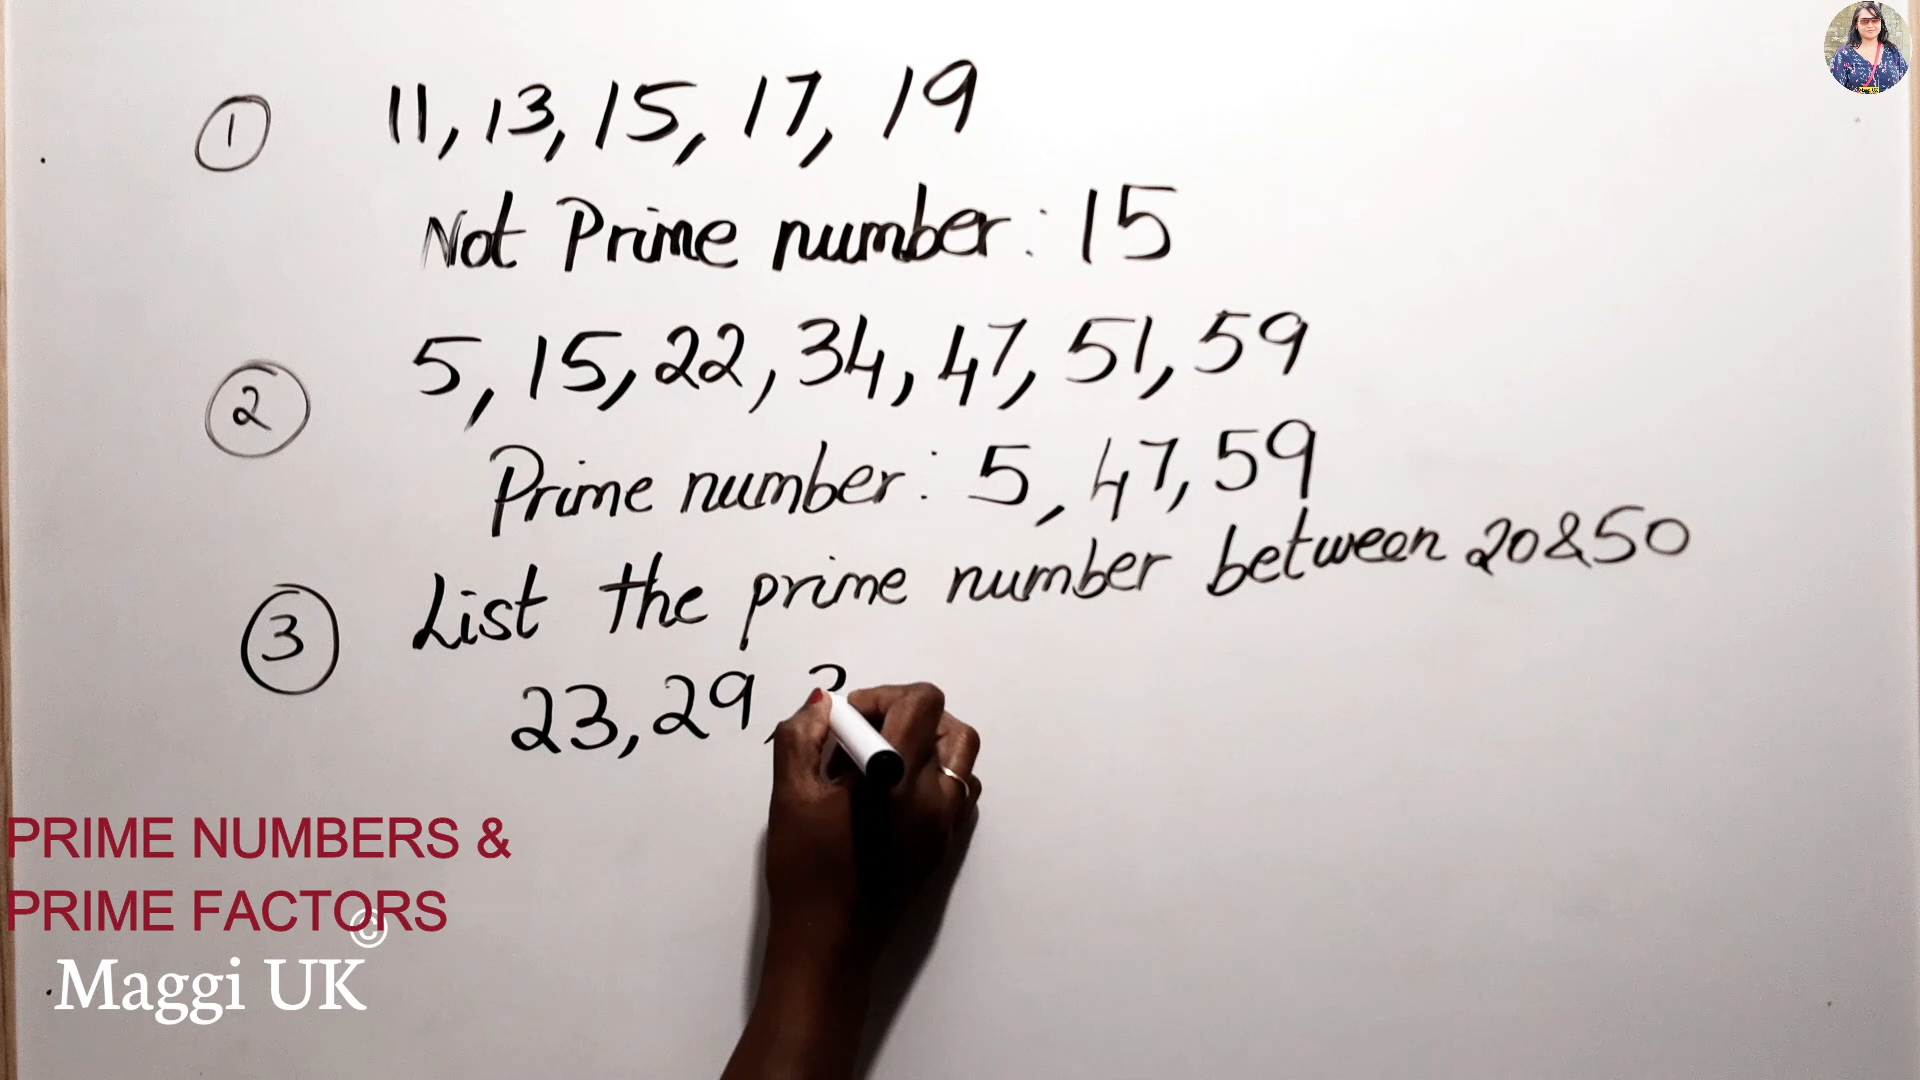 1 11, 13, 15, 17, 19
Not Prime number: 15
2 5, 15, 22, 34, 47, 51, 59
Prime number: 5, 47, 59
3 List the prime number between 20&50
23, 29,
PRIME NUMBERS &
PRIME FACTORS
©
Maggi UK